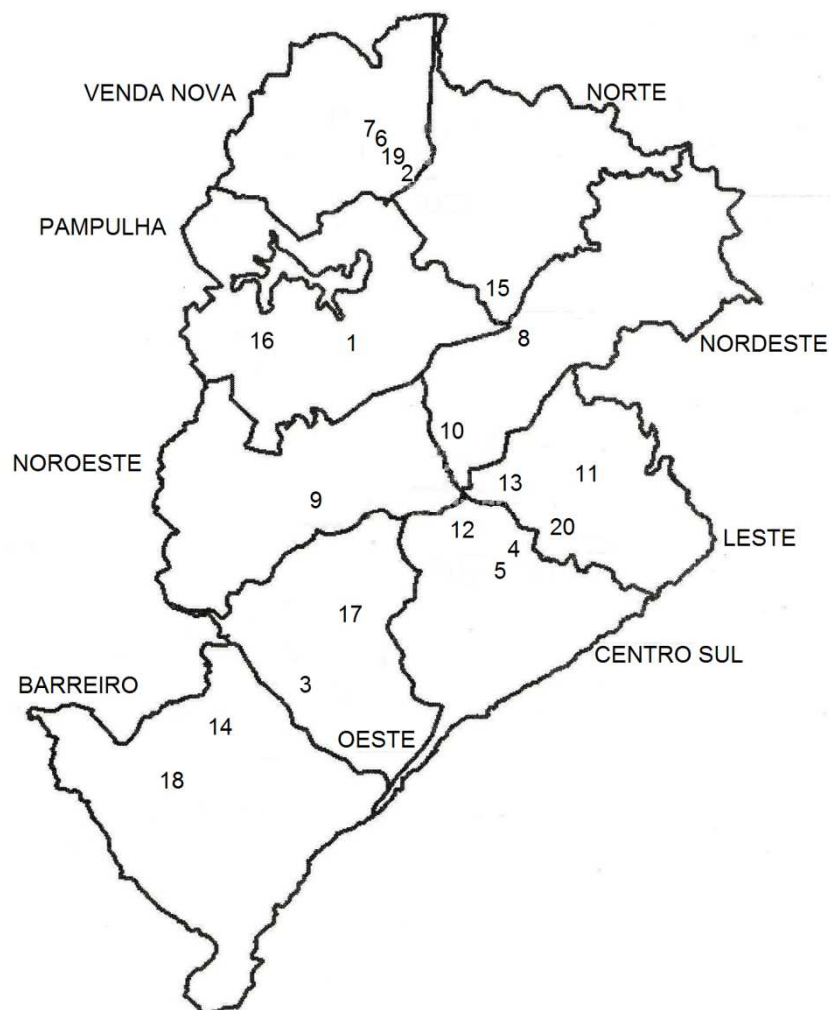 VENDA NOVA
NORTE
7
6
19
2
PAMPULHA
15
16
1
8
NORDESTE
10
NOROESTE
9
13
11
12
4
20
5
LESTE
17
CENTRO SUL
BARREIRO
3
14
OESTE
18